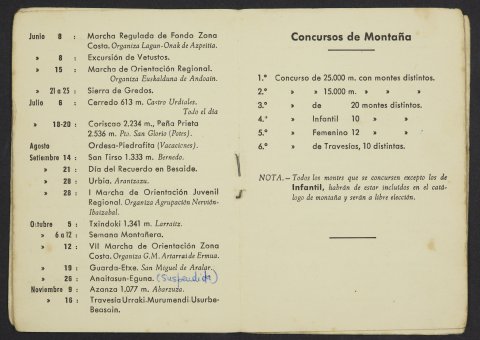 Junio 8 : Marcha Regulada de Fondo Zona
Costa. Organiza Lagun-Onak de Azpeitia.
» 8 : Excursión de Vetustos.
» 15 : Marcha de Orientación Regional.
Organiza Euskalduna de Andoain.
» 21 a 25 : Sierra de Gredos.
Julio 6 : Cerredo 613 m. Castro Urdiales.
Todo el día
» 18-20 : Coriscao 2.234 m., Peña Prieta
2.536 m. Pto. San Glorio (Potes).
Agosto Ordesa-Piedrafita (Vacaciones).
Setiembre 14 : San Tirso 1.333 m. Bernedo.
» 21 : Día del Recuerdo en Besaide.
» 28 : Urbia. Aranzazu.
» 28 : I Marcha de Orientación Juvenil
Regional. Organiza Agrupación Nervión-
Ibaizabal.
Octubre 5 : Txindoki 1.341 m. Larraitz.
» 6 a 12 : Semana Montañera.
» 12 : VII Marcha de Orientación Zona
Costa. Organiza G.M. Artarras de Ermua.
» 19 : Guarda-Etxe. San Miguel de Aralar.
» 26 : Anaitasun-Eguna. (Suspendida)
Noviembre 9 : Azanza 1.077 m. Abarzuza.
» 16 : Travesía Urraki-Murumendi-Usurbe-
Beasain.
Concursos de Montaña
1.º Concurso de 25.000 m. con montes distintos.
2.º » » 15.000 m. » » »
3.º » de 20 montes distintos.
4.º » Infantil 10 » »
5.º » Femenino 12 » »
6.º » de Travesías, 10 distintas.
NOTA.- Todos los montes que se concursen excepto los de
Infantil, habrán de estar incluídos en el catá-
logo de montaña y serán a libre elección.